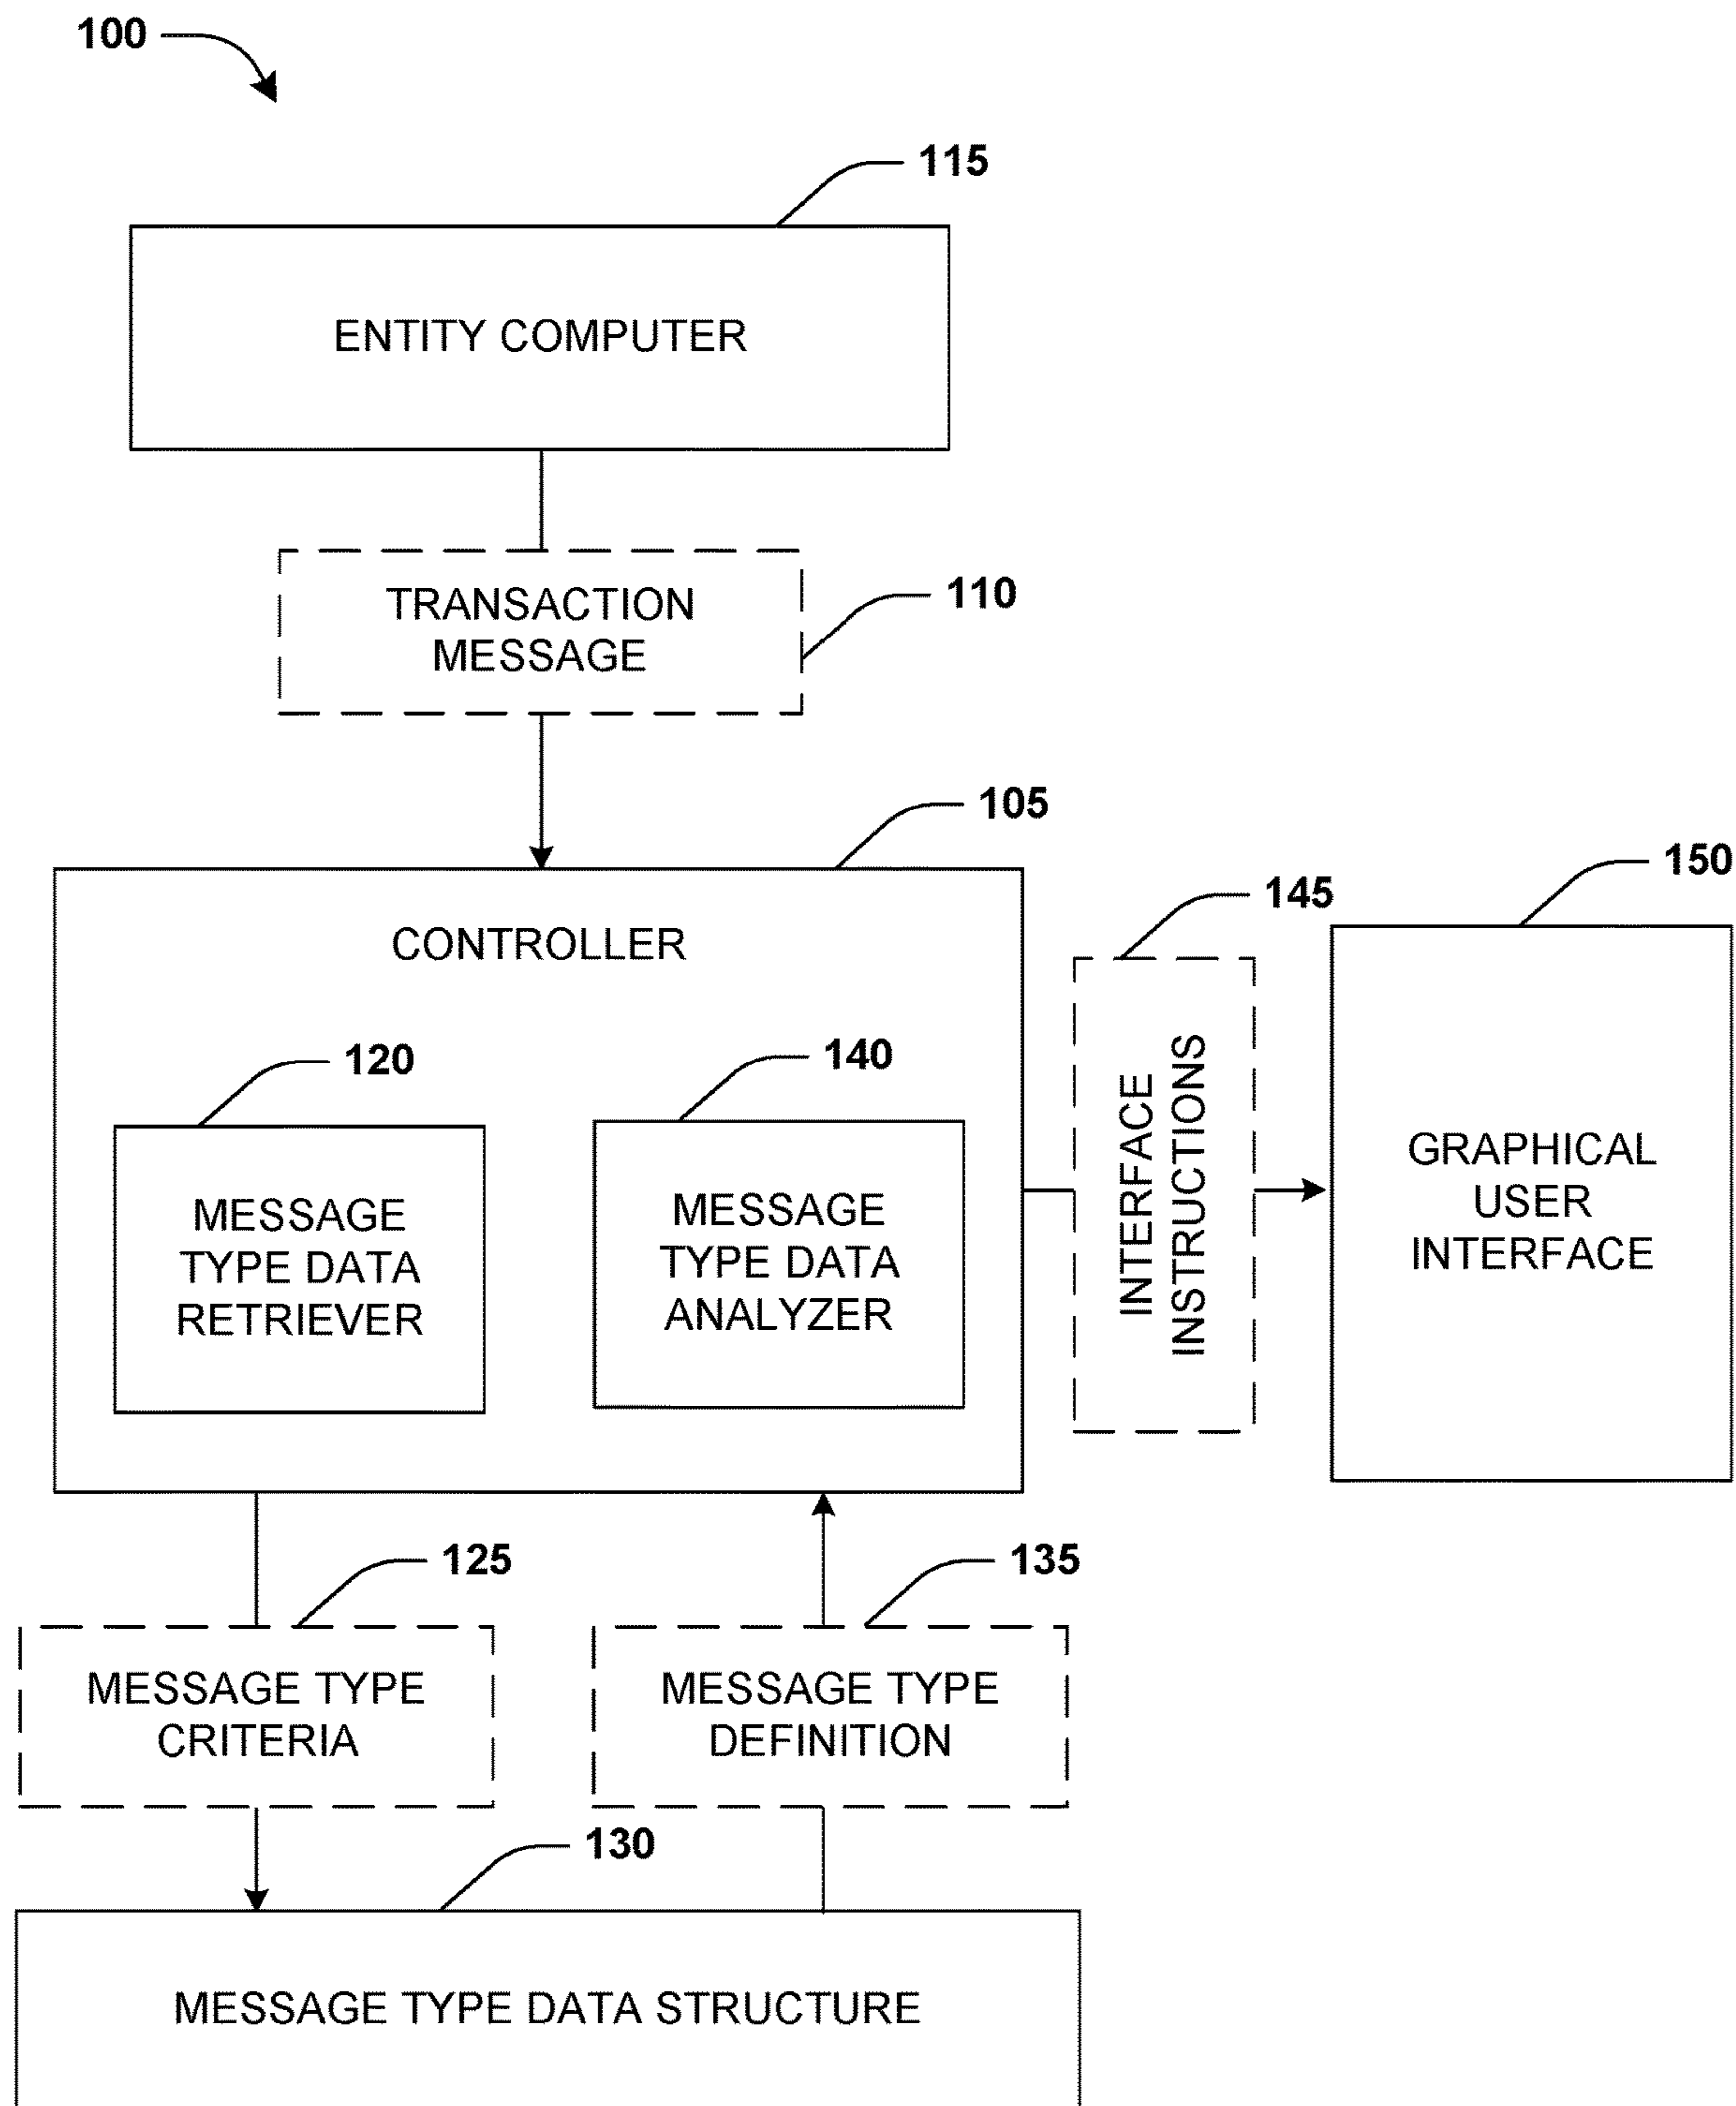 100
115
ENTITY COMPUTER
TRANSACTION
MESSAGE
110
105
CONTROLLER
120
MESSAGE
TYPE DATA
RETRIEVER
140
MESSAGE
TYPE DATA
ANALYZER
145
INTERFACE
INSTRUCTIONS
150
GRAPHICAL
USER
INTERFACE
125
MESSAGE TYPE
CRITERIA
135
MESSAGE TYPE
DEFINITION
130
MESSAGE TYPE DATA STRUCTURE